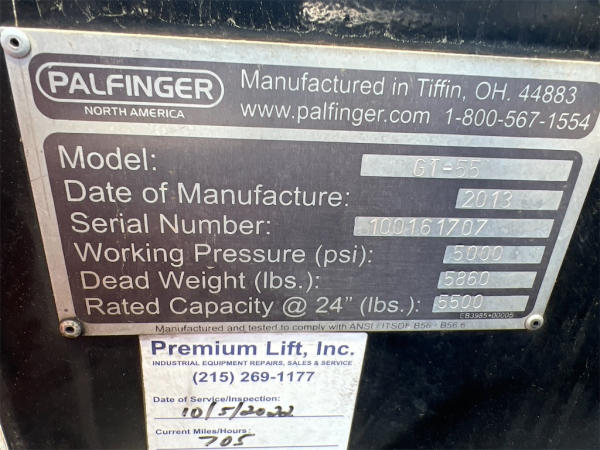 PALFINGER
NORTH AMERICA
Manufactured in Tiffin, OH. 44883
www.palfinger.com 1-800-567-1554
Model: GT-55
Date of Manufacture: 2013
Serial Number: 100161707
Working Pressure (psi): 5000
Dead Weight (lbs.): 5860
Rated Capacity @ 24" (lbs.): 5500
EB3985+00005
Manufactured and tested to comply with ANSI / ITSDF B56 - B56.6
Premium Lift, Inc.
INDUSTRIAL EQUIPMENT REPAIRS, SALES & SERVICE
(215) 269-1177
Date of Service/Inspection:
10/5/2022
Current Miles/Hours:
705